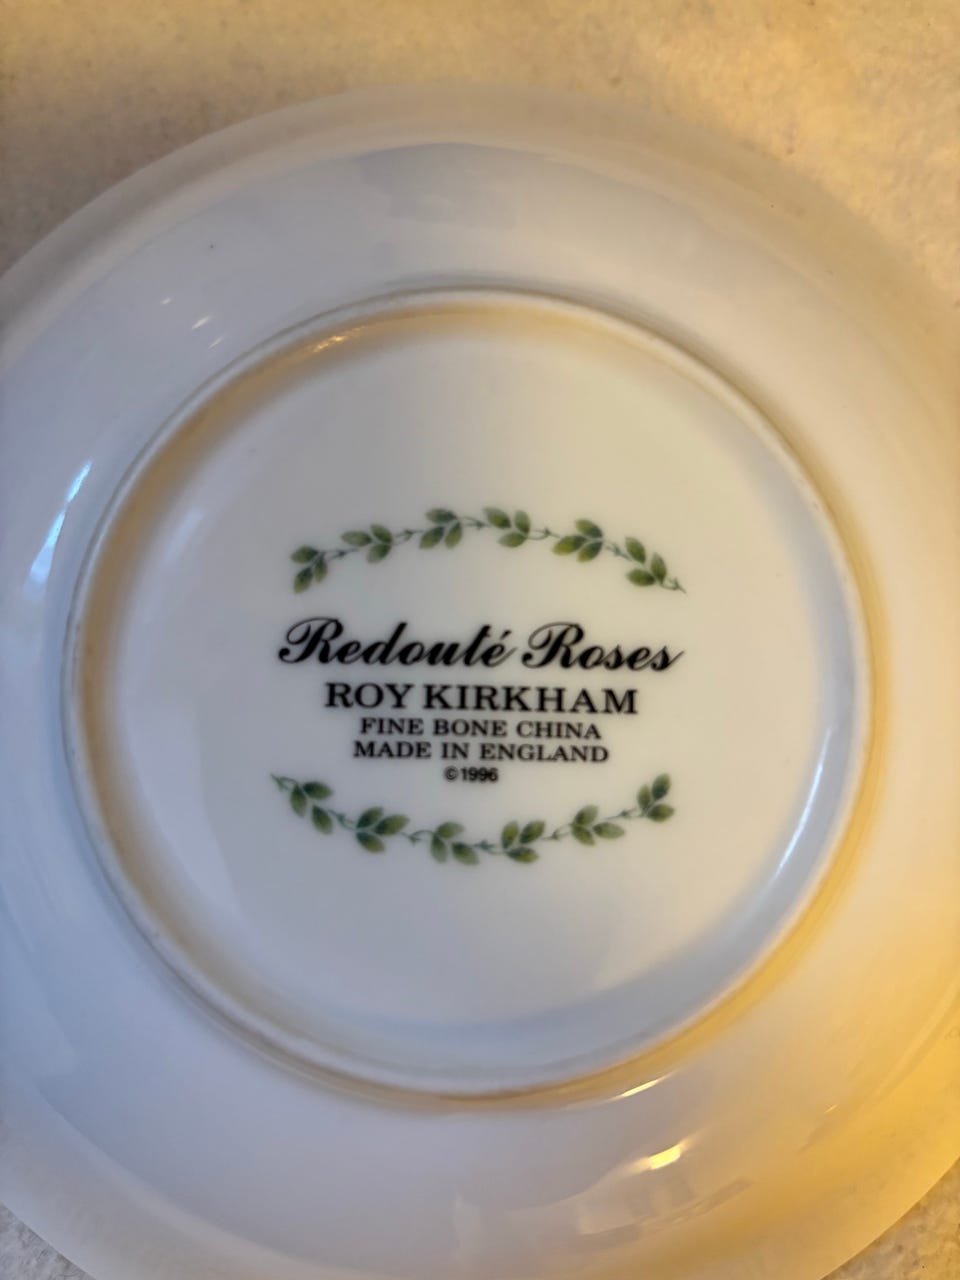 Redouté Roses
ROY KIRKHAM
FINE BONE CHINA
MADE IN ENGLAND
©1996